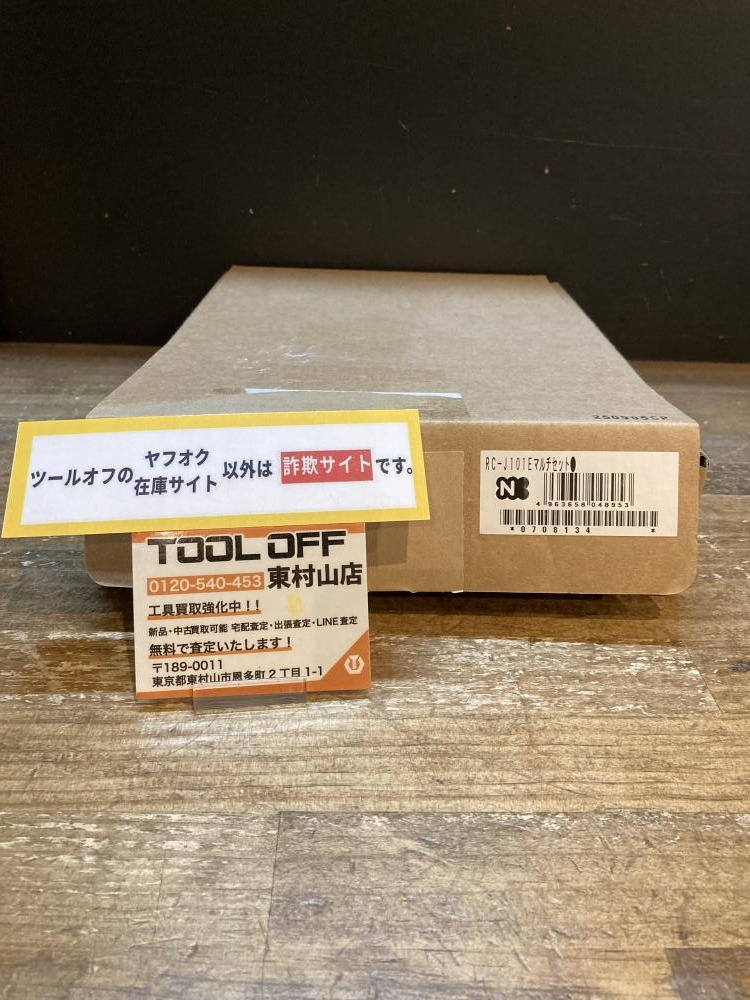 250905GP
RC-J101Eマルチセット●
N
4 963658 048953
*0708134 *
ツールオフの ヤフオク 在庫サイト 以外は 詐欺サイト です。
TOOL OFF
0120-540-453 東村山店
工具買取強化中！！
新品・中古買取可能 宅配査定・出張査定・LINE査定
無料で査定いたします！
〒189-0011
東京都東村山市恩多町2丁目1-1